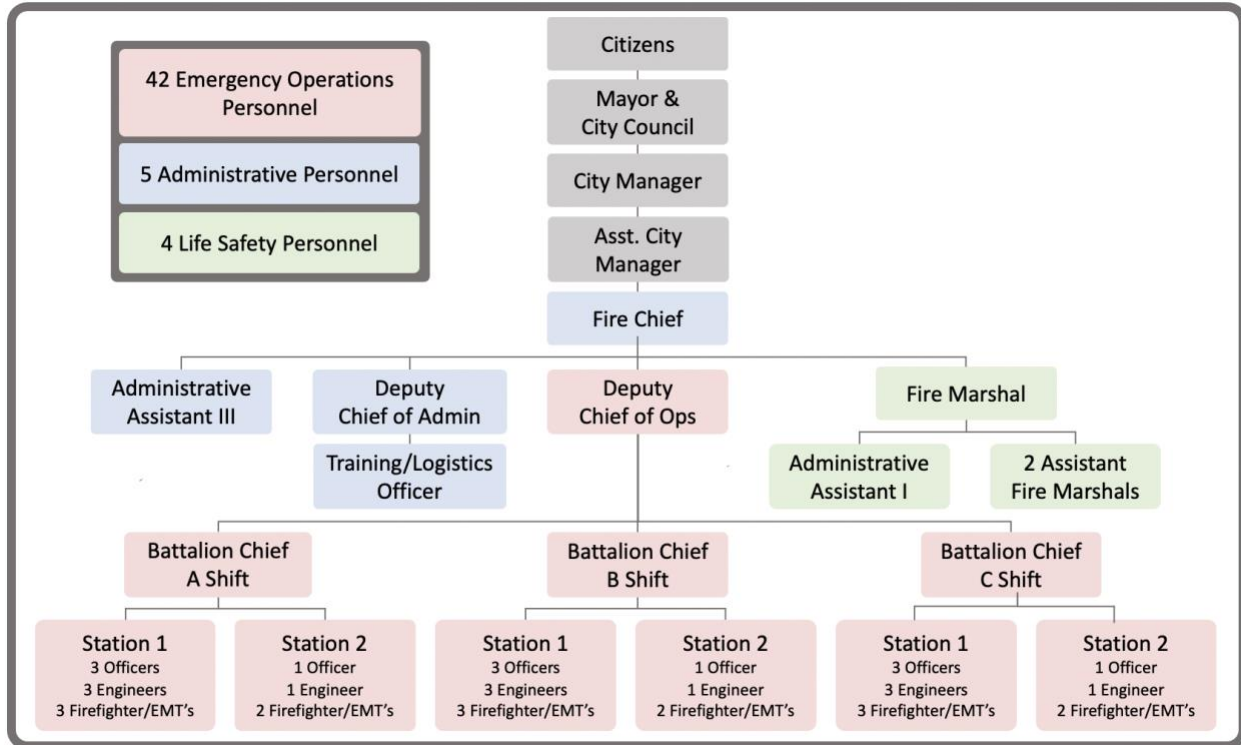 42 Emergency Operations
Personnel
5 Administrative Personnel
4 Life Safety Personnel
Citizens
Mayor &
City Council
City Manager
Asst. City
Manager
Fire Chief
Administrative
Assistant III
Deputy
Chief of Admin
Deputy
Chief of Ops
Fire Marshal
Training/Logistics
Officer
Administrative
Assistant I
2 Assistant
Fire Marshals
Battalion Chief
A Shift
Battalion Chief
B Shift
Battalion Chief
C Shift
Station 1
3 Officers
3 Engineers
3 Firefighter/EMT's
Station 2
1 Officer
1 Engineer
2 Firefighter/EMT's
Station 1
3 Officers
3 Engineers
3 Firefighter/EMT's
Station 2
1 Officer
1 Engineer
2 Firefighter/EMT's
Station 1
3 Officers
3 Engineers
3 Firefighter/EMT's
Station 2
1 Officer
1 Engineer
2 Firefighter/EMT's